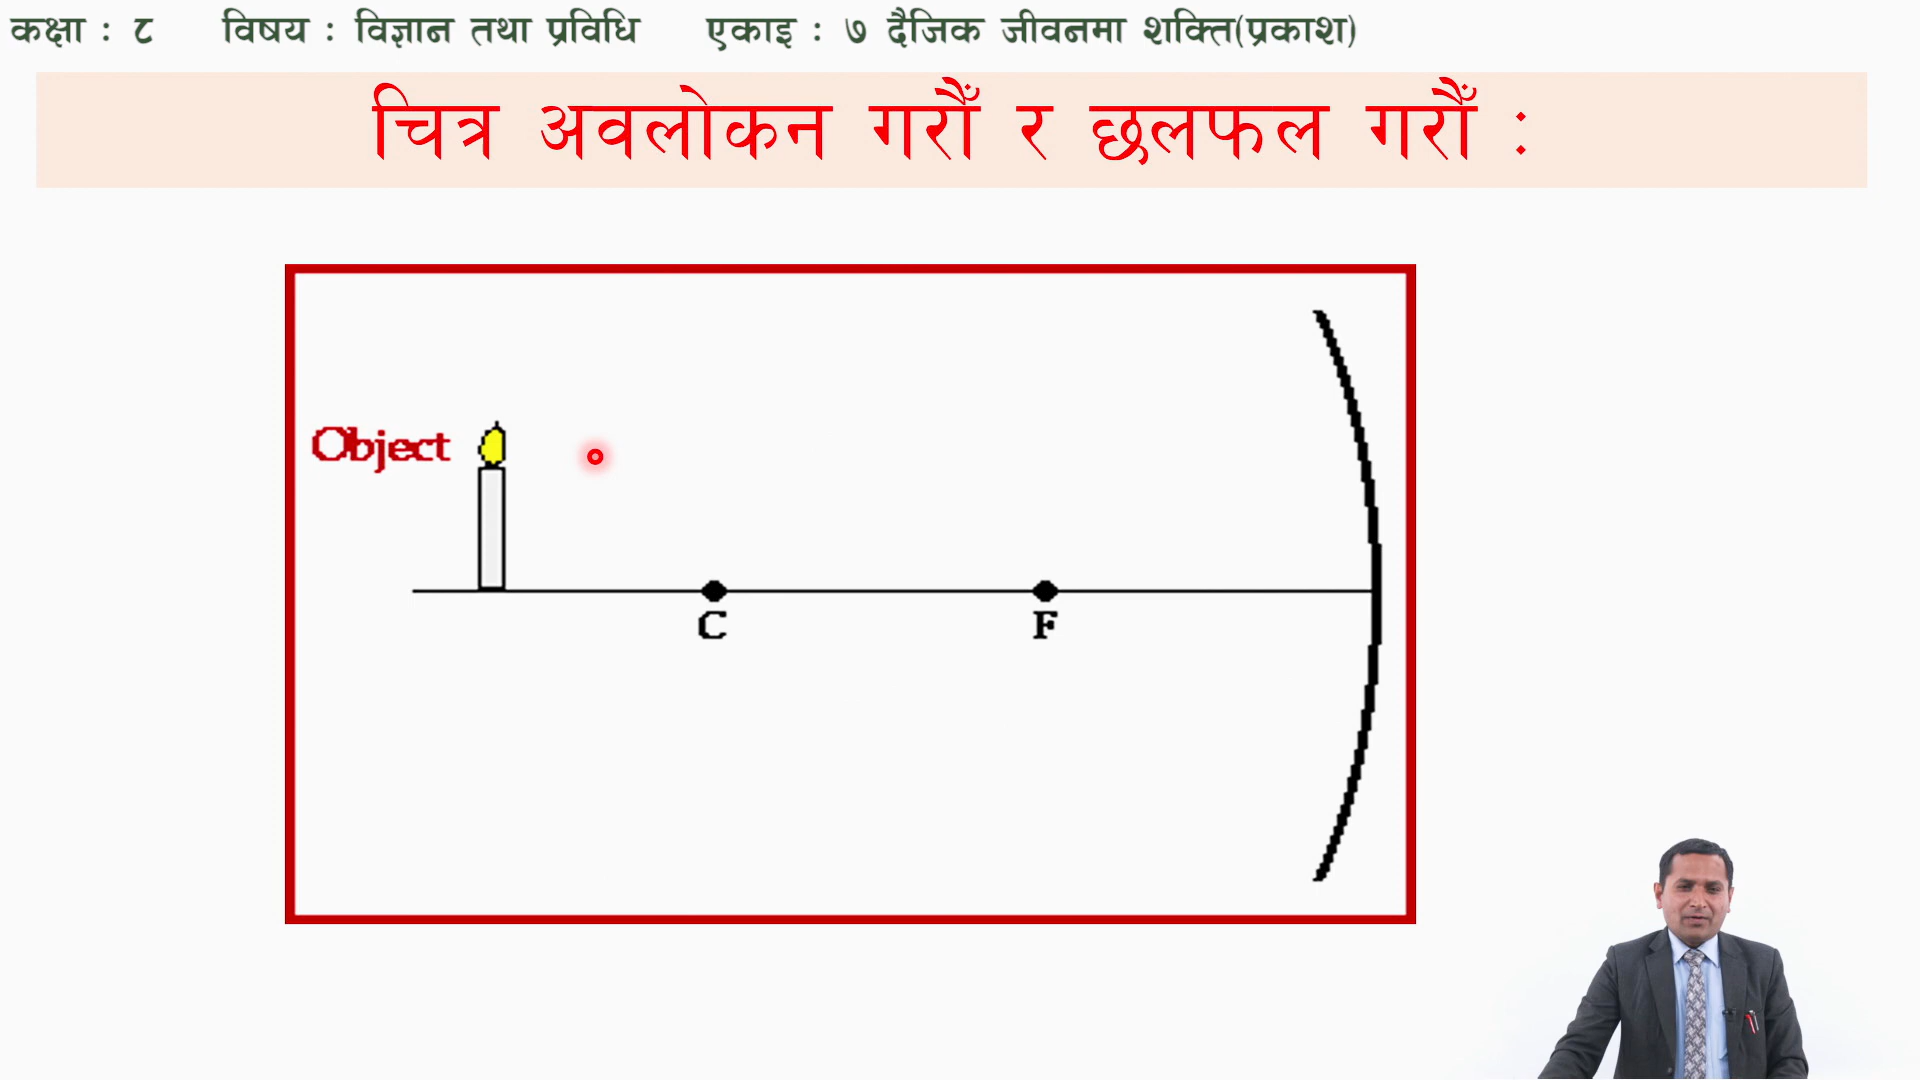 कक्षा : ८ विषय : विज्ञान तथा प्रविधि एकाइ : ७ दैजिक जीवनमा शक्ति(प्रकाश)
चित्र अवलोकन गरौँ र छलफल गरौँ :
Object
C F